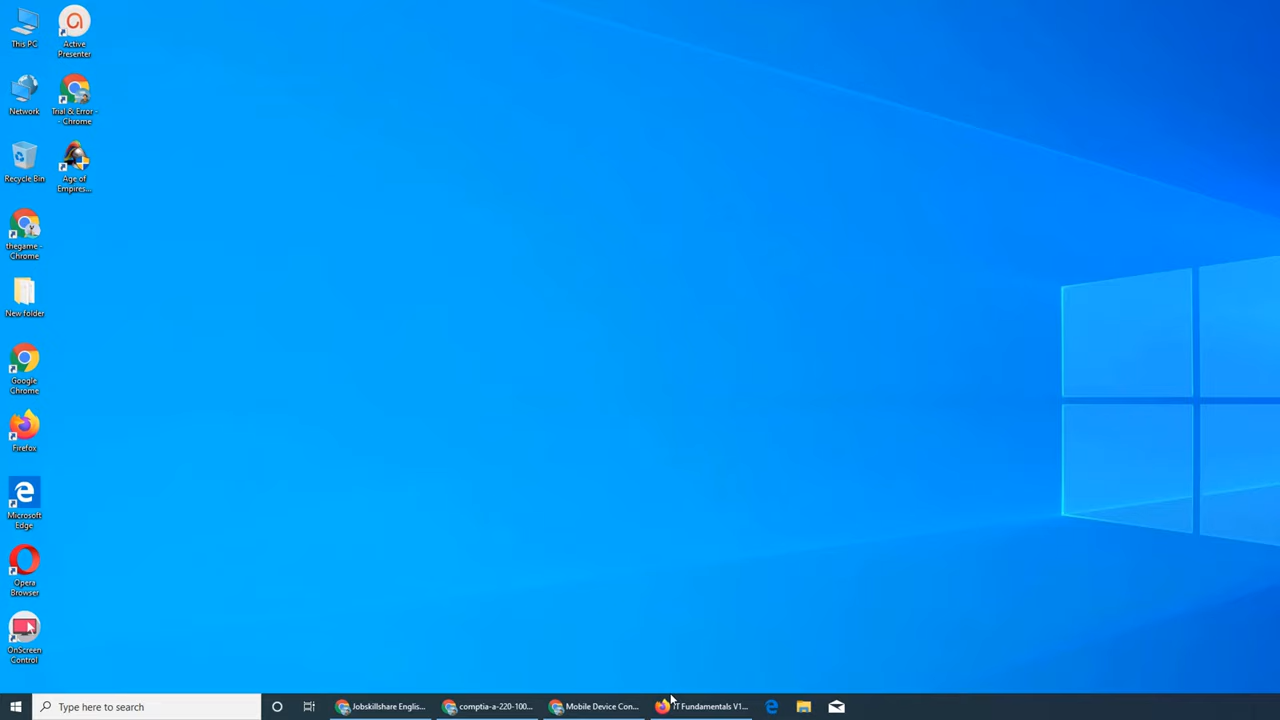 This PC
Active
Presenter
Network
Trial & Error -
- Chrome
Recycle Bin
Age of
Empires...
thegame -
Chrome
New folder
Google
Chrome
Firefox
Microsoft
Edge
Opera
Browser
OnScreen
Control
Type here to search
Jobskillshare Englis...
comptia-a-220-100...
Mobile Device Con...
IT Fundamentals V1...